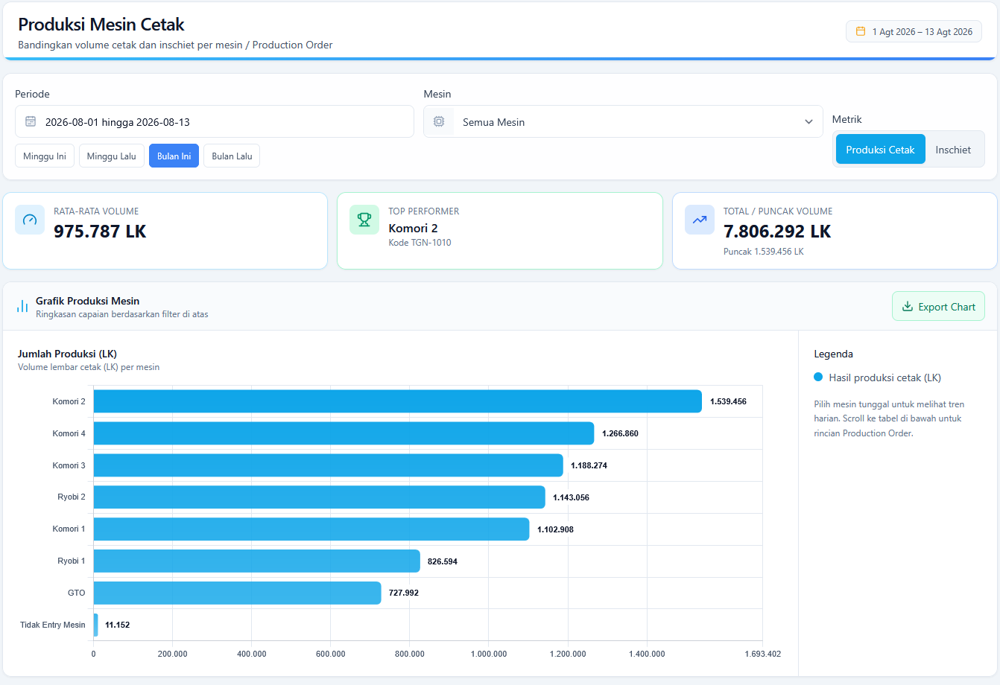 Produksi Mesin Cetak
Bandingkan volume cetak dan inschiet per mesin / Production Order
1 Agt 2026 – 13 Agt 2026
Periode
2026-08-01 hingga 2026-08-13
Minggu Ini
Minggu Lalu
Bulan Ini
Bulan Lalu
Mesin
Semua Mesin
Metrik
Produksi Cetak
Inschiet
RATA-RATA VOLUME
975.787 LK
TOP PERFORMER
Komori 2
Kode TGN-1010
TOTAL / PUNCAK VOLUME
7.806.292 LK
Puncak 1.539.456 LK
Grafik Produksi Mesin
Ringkasan capaian berdasarkan filter di atas
Export Chart
Jumlah Produksi (LK)
Volume lembar cetak (LK) per mesin
Komori 2 1.539.456
Komori 4 1.266.860
Komori 3 1.188.274
Ryobi 2 1.143.056
Komori 1 1.102.908
Ryobi 1 826.594
GTO 727.992
Tidak Entry Mesin 11.152
0 200.000 400.000 600.000 800.000 1.000.000 1.200.000 1.400.000 1.693.402
Legenda
Hasil produksi cetak (LK)
Pilih mesin tunggal untuk melihat tren
harian. Scroll ke tabel di bawah untuk
rincian Production Order.